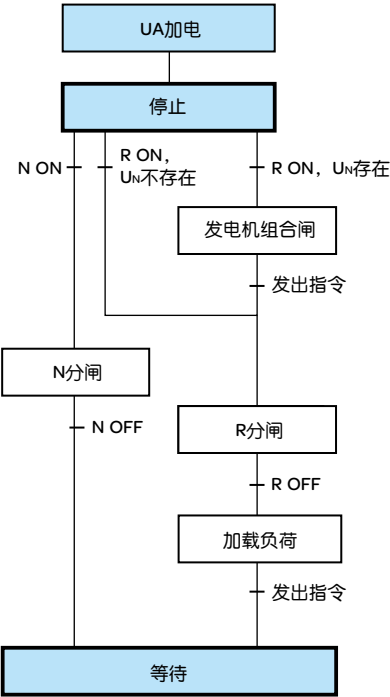 UA加电
停止
N ON
R ON，
UN不存在
R ON，UN存在
发电机组合闸
发出指令
N分闸
N OFF
R分闸
R OFF
加载负荷
发出指令
等待